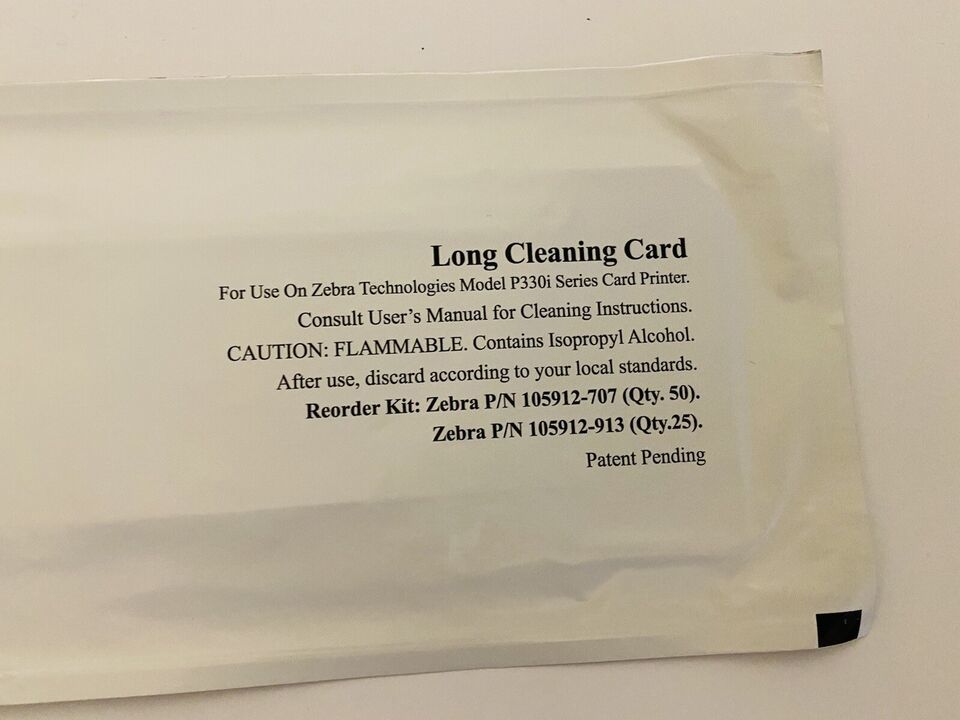 Long Cleaning Card
For Use On Zebra Technologies Model P330i Series Card Printer.
Consult User's Manual for Cleaning Instructions.
CAUTION: FLAMMABLE. Contains Isopropyl Alcohol.
After use, discard according to your local standards.
Reorder Kit: Zebra P/N 105912-707 (Qty. 50).
Zebra P/N 105912-913 (Qty.25).
Patent Pending